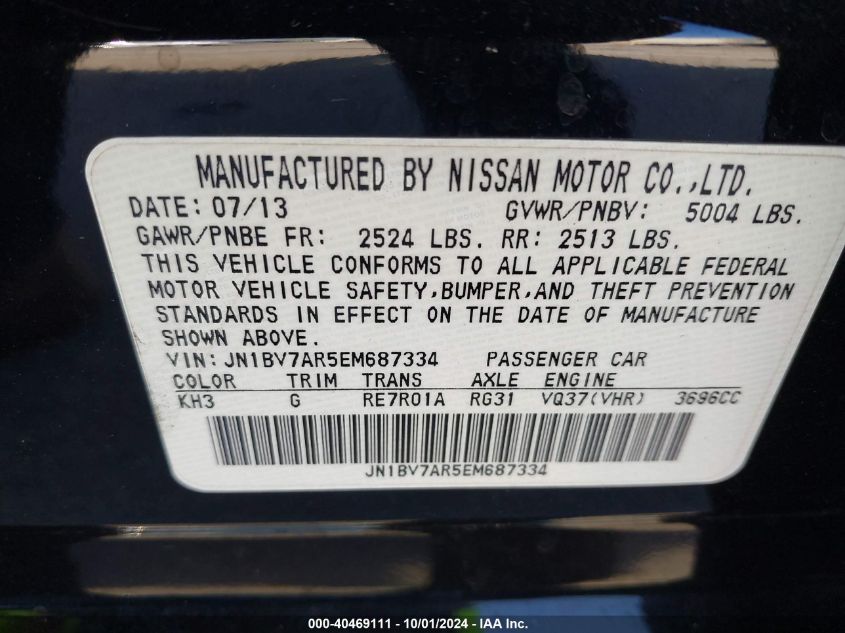 MANUFACTURED BY NISSAN MOTOR CO.,LTD.
DATE: 07/13 GVWR/PNBV: 5004 LBS.
GAWR/PNBE FR: 2524 LBS. RR: 2513 LBS.
THIS VEHICLE CONFORMS TO ALL APPLICABLE FEDERAL
MOTOR VEHICLE SAFETY,BUMPER,AND THEFT PREVENTION
STANDARDS IN EFFECT ON THE DATE OF MANUFACTURE
SHOWN ABOVE.
VIN: JN1BV7AR5EM687334 PASSENGER CAR
COLOR TRIM TRANS AXLE ENGINE
KH3 G RE7R01A RG31 VQ37(VHR) 3696CC
JN1BV7AR5EM687334
000-40469111 - 10/01/2024 - IAA Inc.